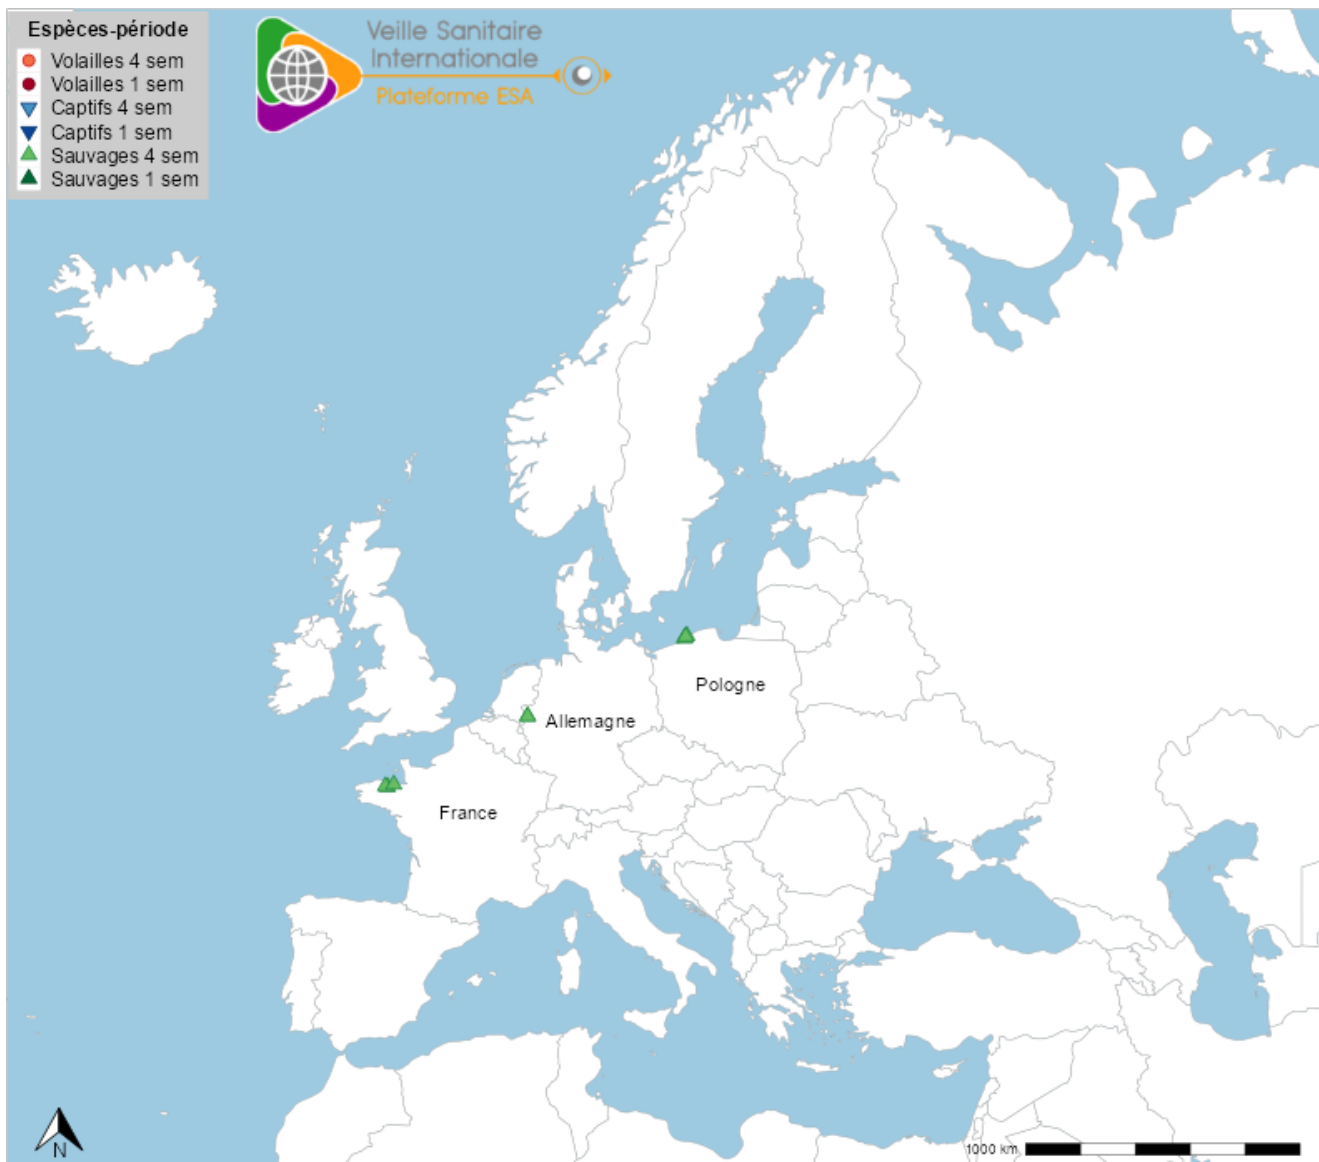 Espèces-période
Volailles 4 sem
Volailles 1 sem
Captifs 4 sem
Captifs 1 sem
Sauvages 4 sem
Sauvages 1 sem
Veille Sanitaire
Internationale
Plateforme ESA
Pologne
Allemagne
France
N
1000 km